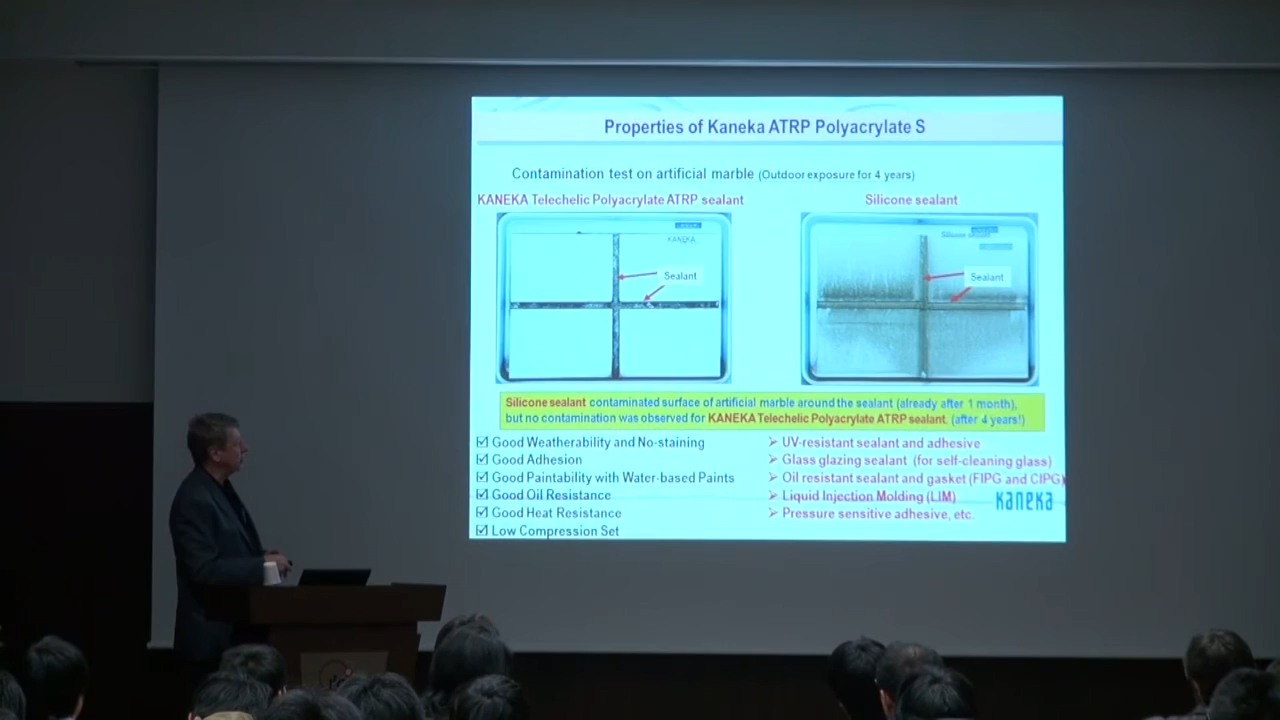 Properties of Kaneka ATRP Polyacrylate S
Contamination test on artificial marble (Outdoor exposure for 4 years)
KANEKA Telechelic Polyacrylate ATRP sealant
Silicone sealant
KANEKA
Sealant
Silicone sealant
Sealant
Silicone sealant contaminated surface of artificial marble around the sealant (already after 1 month),
but no contamination was observed for KANEKA Telechelic Polyacrylate ATRP sealant. (after 4 years!)
☑ Good Weatherability and No-staining
☑ Good Adhesion
☑ Good Paintability with Water-based Paints
☑ Good Oil Resistance
☑ Good Heat Resistance
☑ Low Compression Set
➢ UV-resistant sealant and adhesive
➢ Glass glazing sealant (for self-cleaning glass)
➢ Oil resistant sealant and gasket (FIPG and CIPG)
➢ Liquid Injection Molding (LIM)
➢ Pressure sensitive adhesive, etc.
kaneka